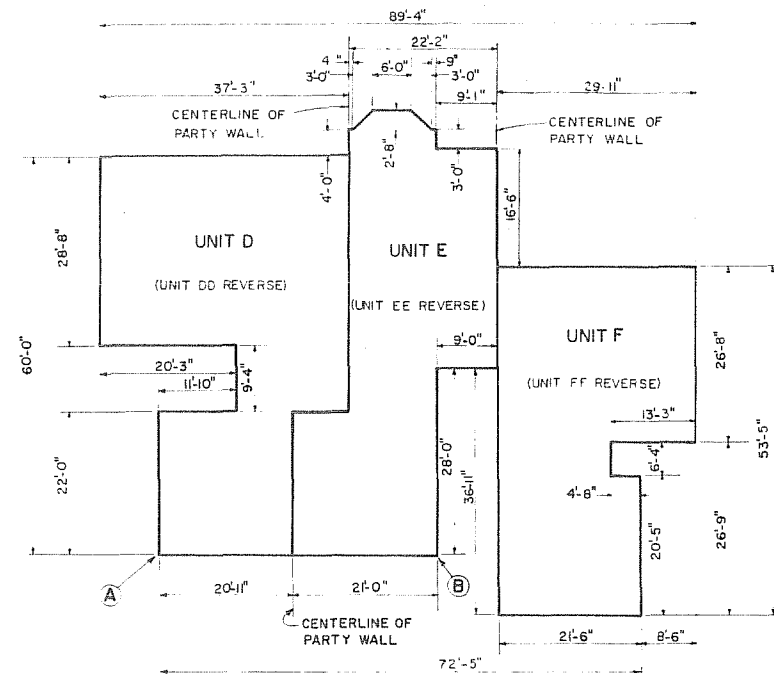 89'-4"
22'-2"
4"
9"
3'-0"
6'-0"
3'-0"
37'-3"
9'-1"
29'-11"
CENTERLINE OF
PARTY WALL
CENTERLINE OF
PARTY WALL
2'-8"
4'-0"
3'-0"
16'-6"
28'-8"
UNIT D
(UNIT DD REVERSE)
UNIT E
(UNIT EE REVERSE)
60'-0"
9'-0"
UNIT F
(UNIT FF REVERSE)
26'-8"
20'-3"
11'-10"
9'-4"
13'-3"
53'-5"
6'-4"
22'-0"
28'-0"
36'-11"
4'-8"
20'-5"
26'-9"
A
B
20'-11"
21'-0"
CENTERLINE OF
PARTY WALL
21'-6"
8'-6"
72'-5"